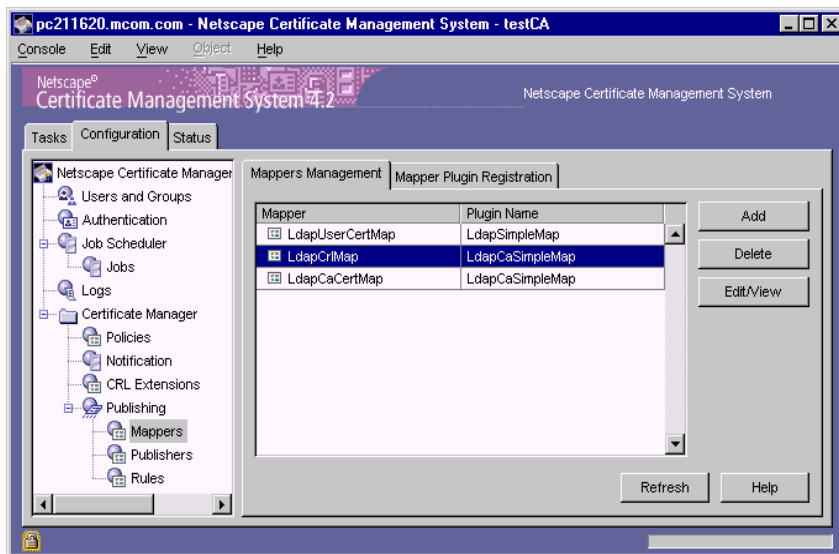 pc211620.mcom.com - Netscape Certificate Management System - testCA
Console Edit View Object Help
Netscape®
Certificate Management System 4.2
Netscape Certificate Management System
Tasks Configuration Status
Netscape Certificate Manager
Users and Groups
Authentication
Job Scheduler
Jobs
Logs
Certificate Manager
Policies
Notification
CRL Extensions
Publishing
Mappers
Publishers
Rules
Mappers Management Mapper Plugin Registration
Mapper Plugin Name
LdapUserCertMap LdapSimpleMap
LdapCrlMap LdapCaSimpleMap
LdapCaCertMap LdapCaSimpleMap
Add
Delete
Edit/View
Refresh Help